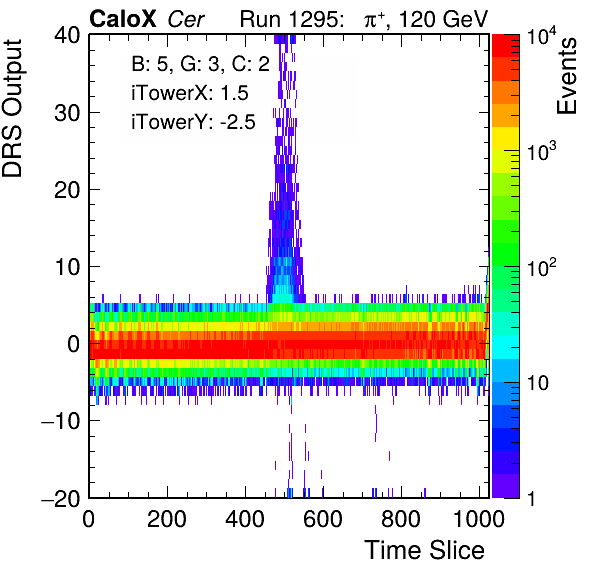 CaloX Cer Run 1295: π⁺, 120 GeV
DRS Output
Events
B: 5, G: 3, C: 2
iTowerX: 1.5
iTowerY: -2.5
40
30
20
10
0
−10
−20
0 200 400 600 800 1000
Time Slice
10⁴
10³
10²
10
1